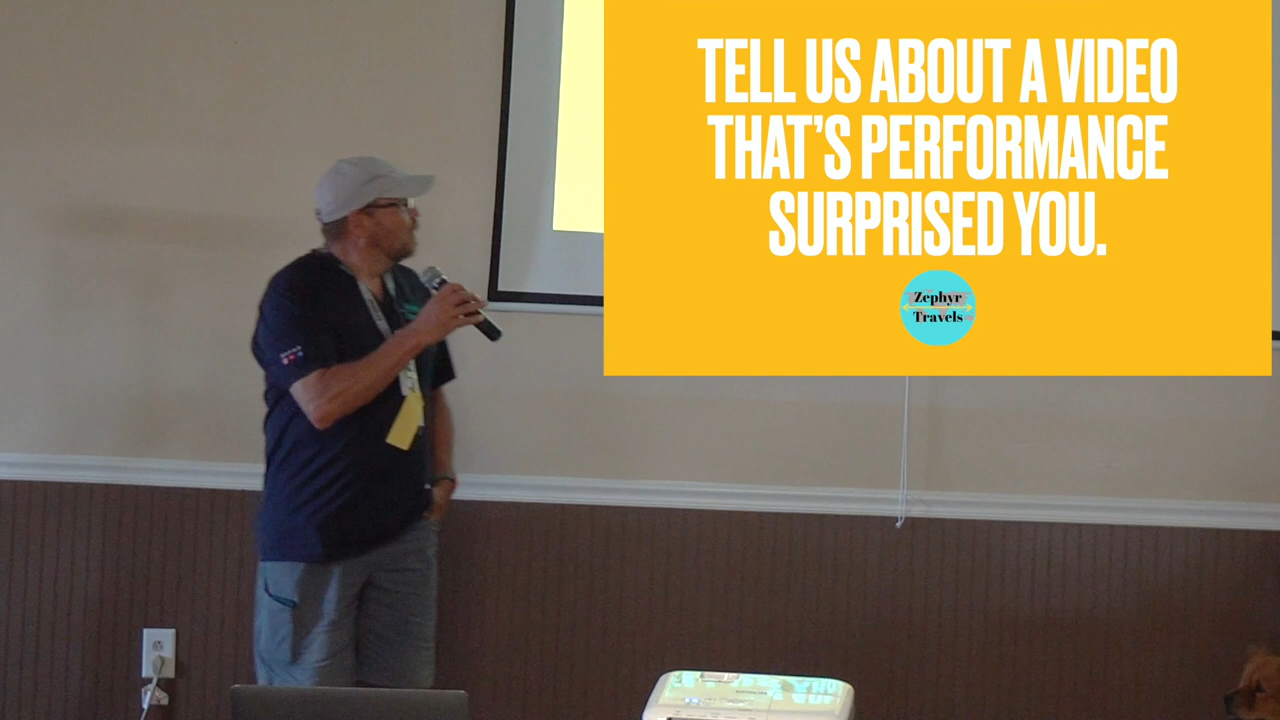 TELL US ABOUT A VIDEO
THAT'S PERFORMANCE
SURPRISED YOU.
Zephyr
Travels